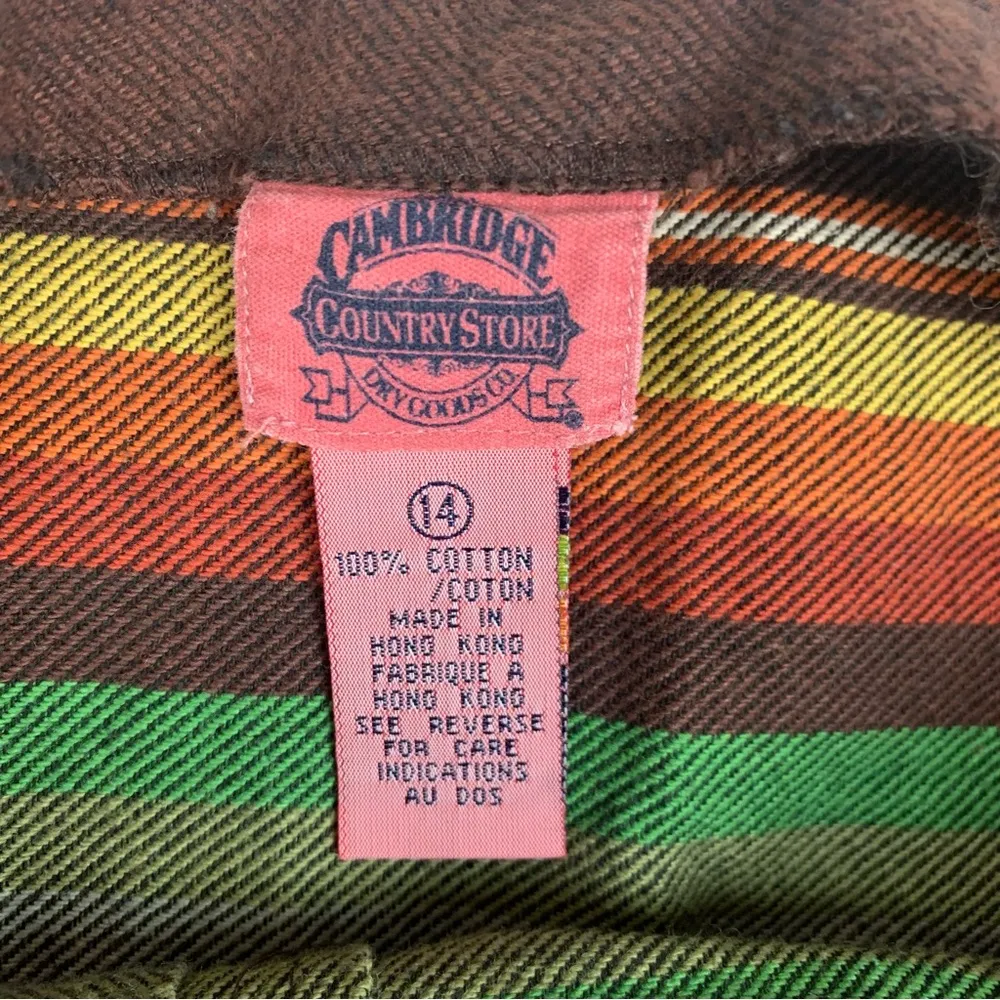 CAMBRIDGE
COUNTRY STORE
DRY GOODS CO.
®
14
100% COTTON
/COTON
MADE IN
HONG KONG
FABRIQUE A
HONG KONG
SEE REVERSE
FOR CARE
INDICATIONS
AU DOS